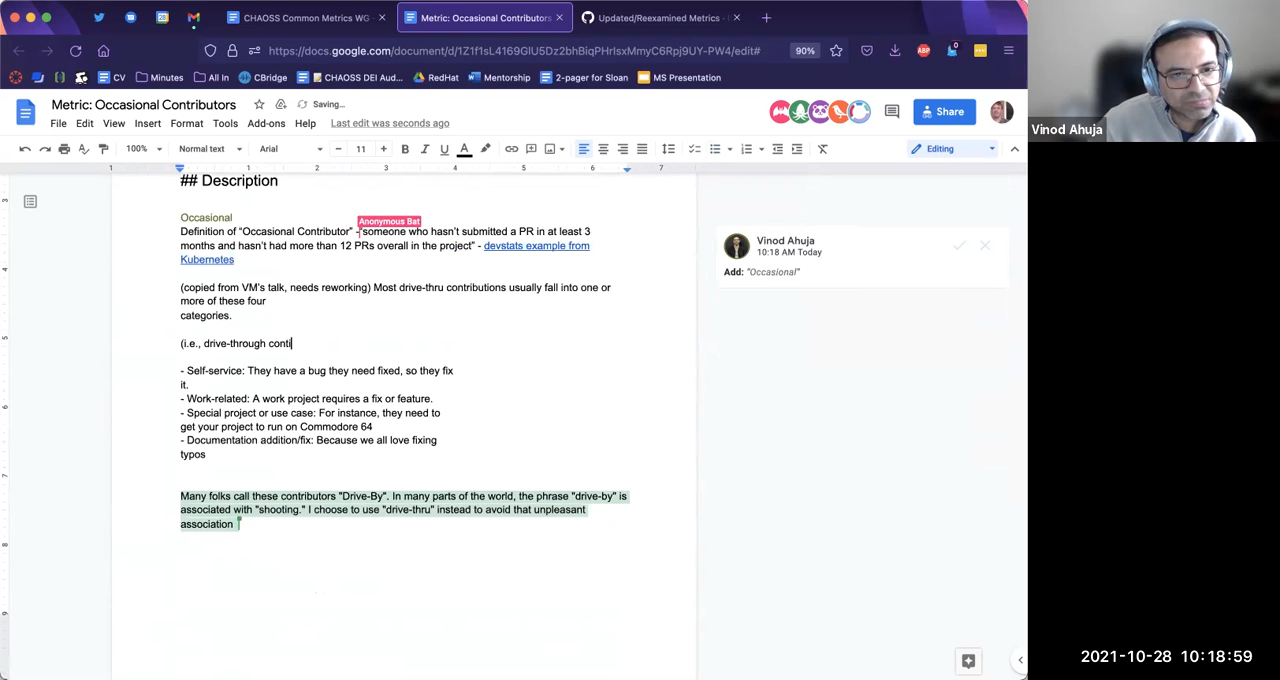 CHAOSS Common Metrics WG -
Metric: Occasional Contributors
Updated/Reexamined Metrics -
https://docs.google.com/document/d/1Z1f1sL4169GIU5Dz2bhBiqPHrIsxMmyC6Rpj9UY-PW4/edit#
90%
CV
Minutes
All In
CBridge
CHAOSS DEI Aud...
RedHat
Mentorship
2-pager for Sloan
MS Presentation
Metric: Occasional Contributors
Saving...
File Edit View Insert Format Tools Add-ons Help Last edit was seconds ago
Share
100% Normal text Arial - 11 + B I U A
Editing
1 1 2 3 4 5 6 7
## Description
Occasional
Anonymous Bat
Definition of “Occasional Contributor” - “someone who hasn’t submitted a PR in at least 3
months and hasn’t had more than 12 PRs overall in the project” - devstats example from
Kubernetes
(copied from VM’s talk, needs reworking) Most drive-thru contributions usually fall into one or
more of these four
categories.
(i.e., drive-through conti
- Self-service: They have a bug they need fixed, so they fix
it.
- Work-related: A work project requires a fix or feature.
- Special project or use case: For instance, they need to
get your project to run on Commodore 64
- Documentation addition/fix: Because we all love fixing
typos
Many folks call these contributors "Drive-By". In many parts of the world, the phrase "drive-by" is
associated with "shooting." I choose to use "drive-thru" instead to avoid that unpleasant
association
Vinod Ahuja
10:18 AM Today
Add: "Occasional"
Vinod Ahuja
2021-10-28 10:18:59